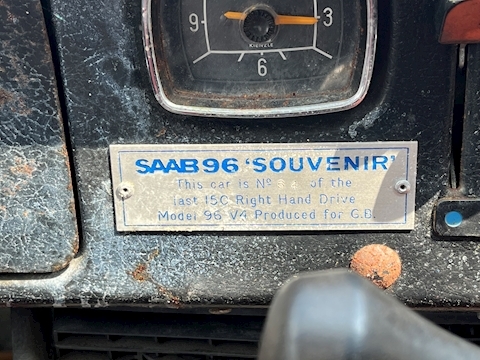 9
3
KIENZLE
6
SAAB 96 'SOUVENIR'
This car is Nº of the
last 150 Right Hand Drive
Model 96 V4 Produced for G.B.